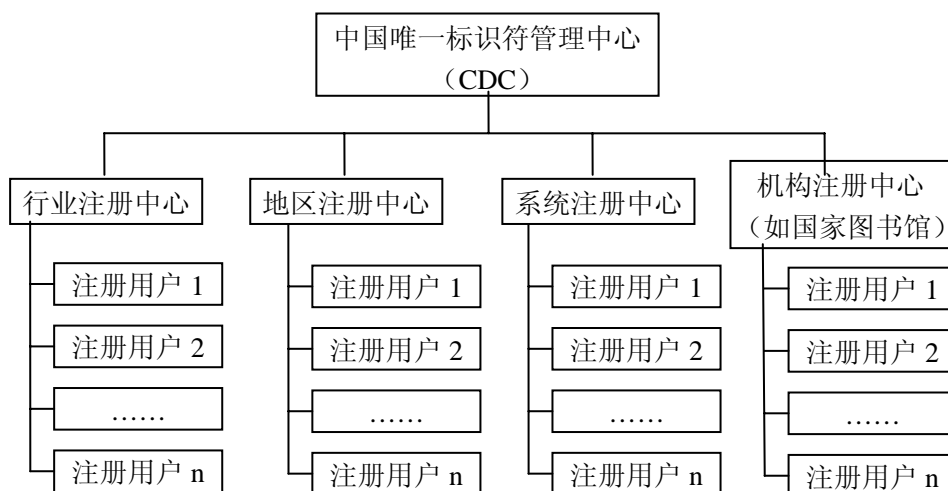 中国唯一标识符管理中心
（CDC）
行业注册中心
地区注册中心
系统注册中心
机构注册中心
（如国家图书馆）
注册用户 1
注册用户 1
注册用户 1
注册用户 1
注册用户 2
注册用户 2
注册用户 2
注册用户 2
……
……
……
……
注册用户 n
注册用户 n
注册用户 n
注册用户 n